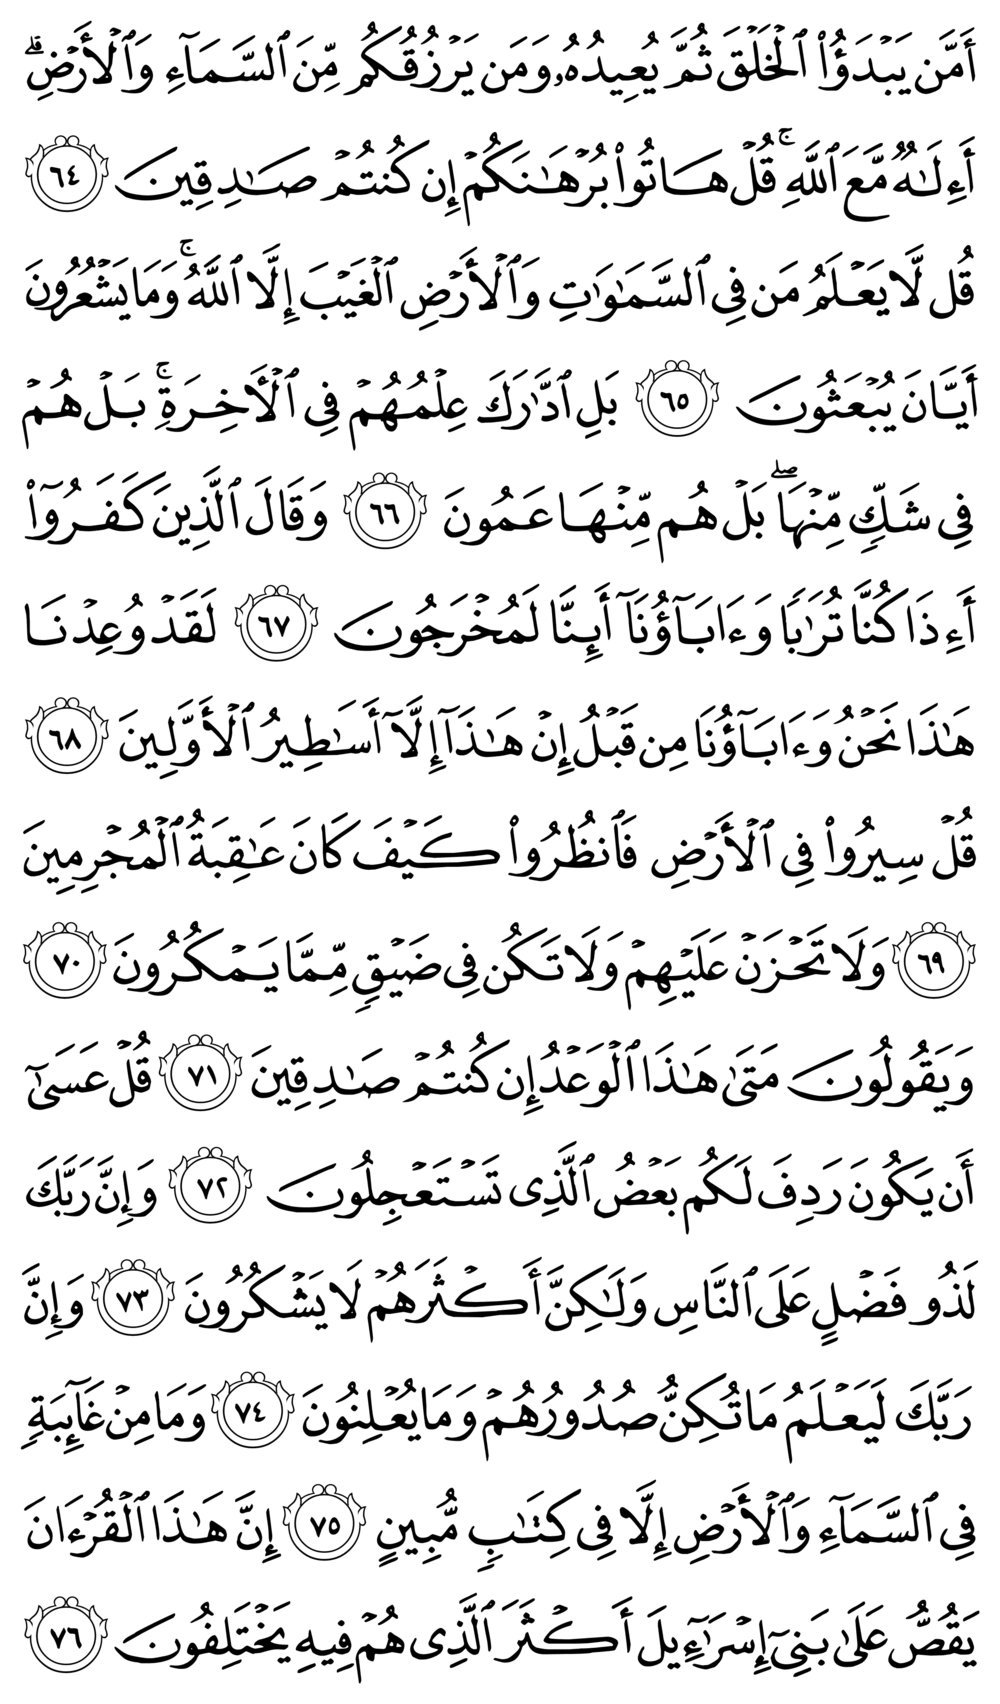 أَمَّن يَبۡدَؤُاْ ٱلۡخَلۡقَ ثُمَّ يُعِيدُهُۥ وَمَن يَرۡزُقُكُم مِّنَ ٱلسَّمَآءِ وَٱلۡأَرۡضِۗ
أَءِلَٰهٞ مَّعَ ٱللَّهِۚ قُلۡ هَاتُواْ بُرۡهَٰنَكُمۡ إِن كُنتُمۡ صَٰدِقِينَ ٦٤
قُل لَّا يَعۡلَمُ مَن فِي ٱلسَّمَٰوَٰتِ وَٱلۡأَرۡضِ ٱلۡغَيۡبَ إِلَّا ٱللَّهُۚ وَمَا يَشۡعُرُونَ
أَيَّانَ يُبۡعَثُونَ ٦٥ بَلِ ٱدَّٰرَكَ عِلۡمُهُمۡ فِي ٱلۡأٓخِرَةِۚ بَلۡ هُمۡ
فِي شَكّٖ مِّنۡهَاۖ بَلۡ هُم مِّنۡهَا عَمُونَ ٦٦ وَقَالَ ٱلَّذِينَ كَفَرُوٓاْ
أَءِذَا كُنَّا تُرَٰبٗا وَءَابَآؤُنَآ أَئِنَّا لَمُخۡرَجُونَ ٦٧ لَقَدۡ وُعِدۡنَا
هَٰذَا نَحۡنُ وَءَابَآؤُنَا مِن قَبۡلُ إِنۡ هَٰذَآ إِلَّآ أَسَٰطِيرُ ٱلۡأَوَّلِينَ ٦٨
قُلۡ سِيرُواْ فِي ٱلۡأَرۡضِ فَٱنظُرُواْ كَيۡفَ كَانَ عَٰقِبَةُ ٱلۡمُجۡرِمِينَ
٦٩ وَلَا تَحۡزَنۡ عَلَيۡهِمۡ وَلَا تَكُن فِي ضَيۡقٖ مِّمَّا يَمۡكُرُونَ ٧٠
وَيَقُولُونَ مَتَىٰ هَٰذَا ٱلۡوَعۡدُ إِن كُنتُمۡ صَٰدِقِينَ ٧١ قُلۡ عَسَىٰٓ
أَن يَكُونَ رَدِفَ لَكُم بَعۡضُ ٱلَّذِي تَسۡتَعۡجِلُونَ ٧٢ وَإِنَّ رَبَّكَ
لَذُو فَضۡلٍ عَلَى ٱلنَّاسِ وَلَٰكِنَّ أَكۡثَرَهُمۡ لَا يَشۡكُرُونَ ٧٣ وَإِنَّ
رَبَّكَ لَيَعۡلَمُ مَا تُكِنُّ صُدُورُهُمۡ وَمَا يُعۡلِنُونَ ٧٤ وَمَا مِنۡ غَآئِبَةٖ
فِي ٱلسَّمَآءِ وَٱلۡأَرۡضِ إِلَّا فِي كِتَٰبٖ مُّبِينٍ ٧٥ إِنَّ هَٰذَا ٱلۡقُرۡءَانَ
يَقُصُّ عَلَىٰ بَنِيٓ إِسۡرَٰٓءِيلَ أَكۡثَرَ ٱلَّذِي هُمۡ فِيهِ يَخۡتَلِفُونَ ٧٦